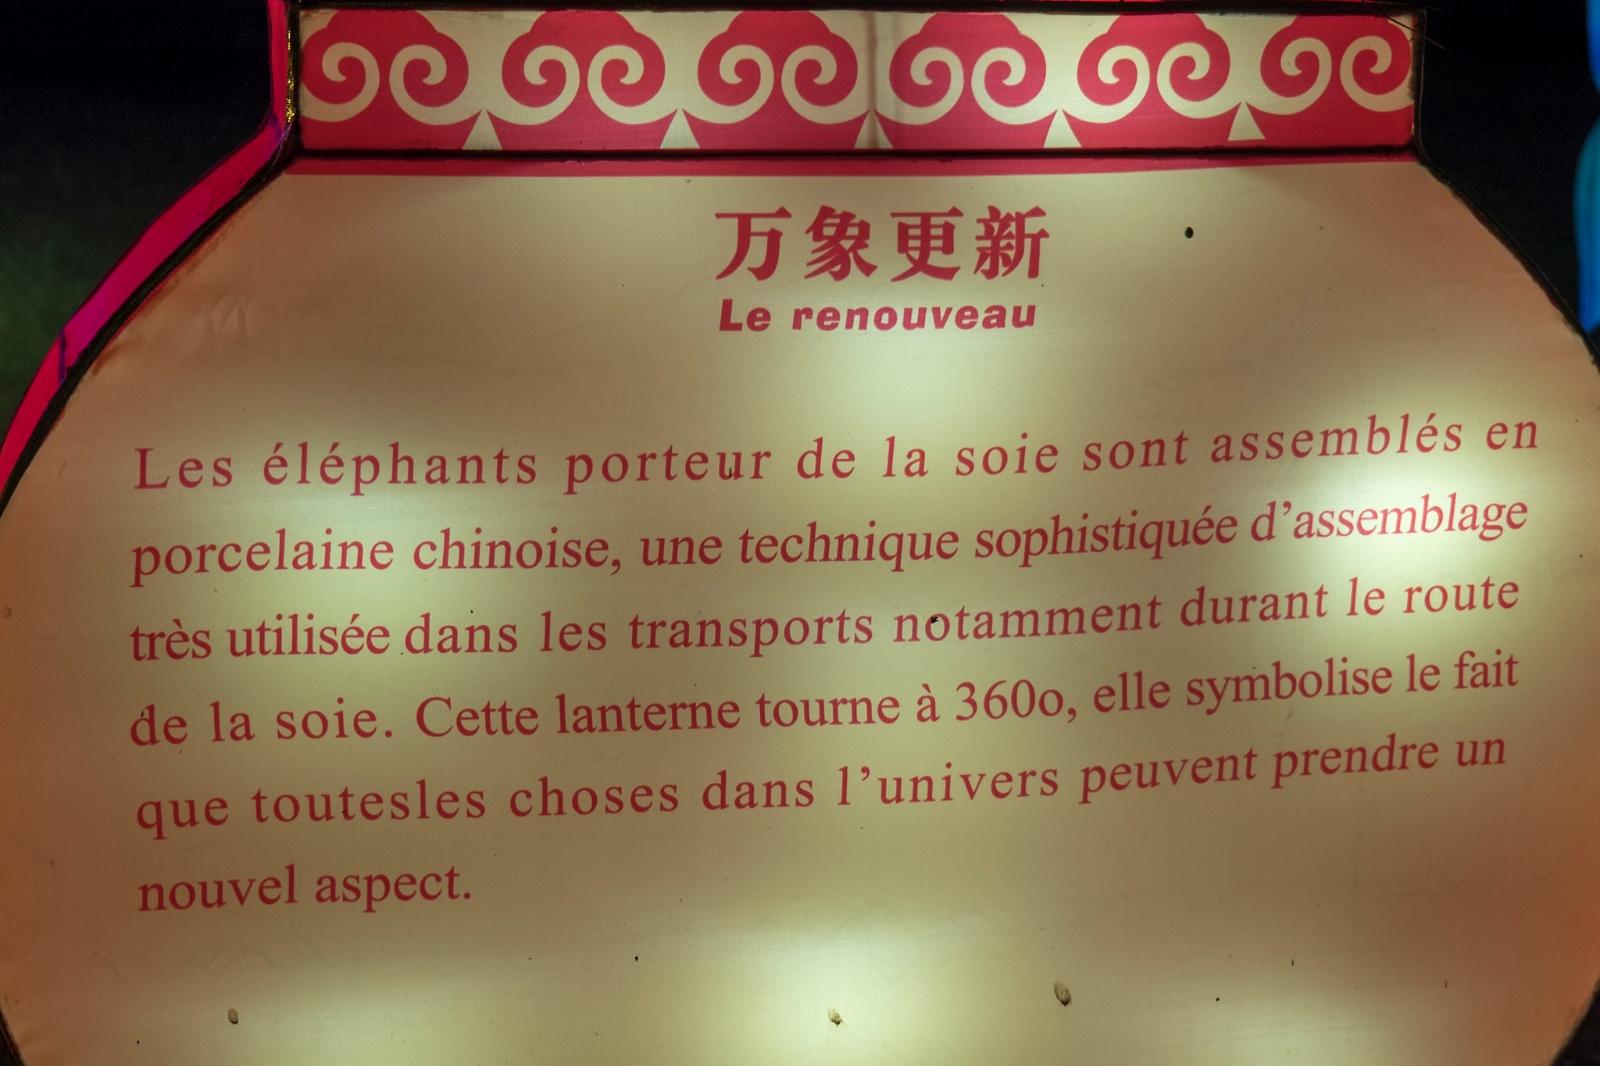 万象更新
Le renouveau
Les éléphants porteur de la soie sont assemblés en
porcelaine chinoise, une technique sophistiquée d’assemblage
très utilisée dans les transports notamment durant le route
de la soie. Cette lanterne tourne à 360o, elle symbolise le fait
que toutesles choses dans l’univers peuvent prendre un
nouvel aspect.